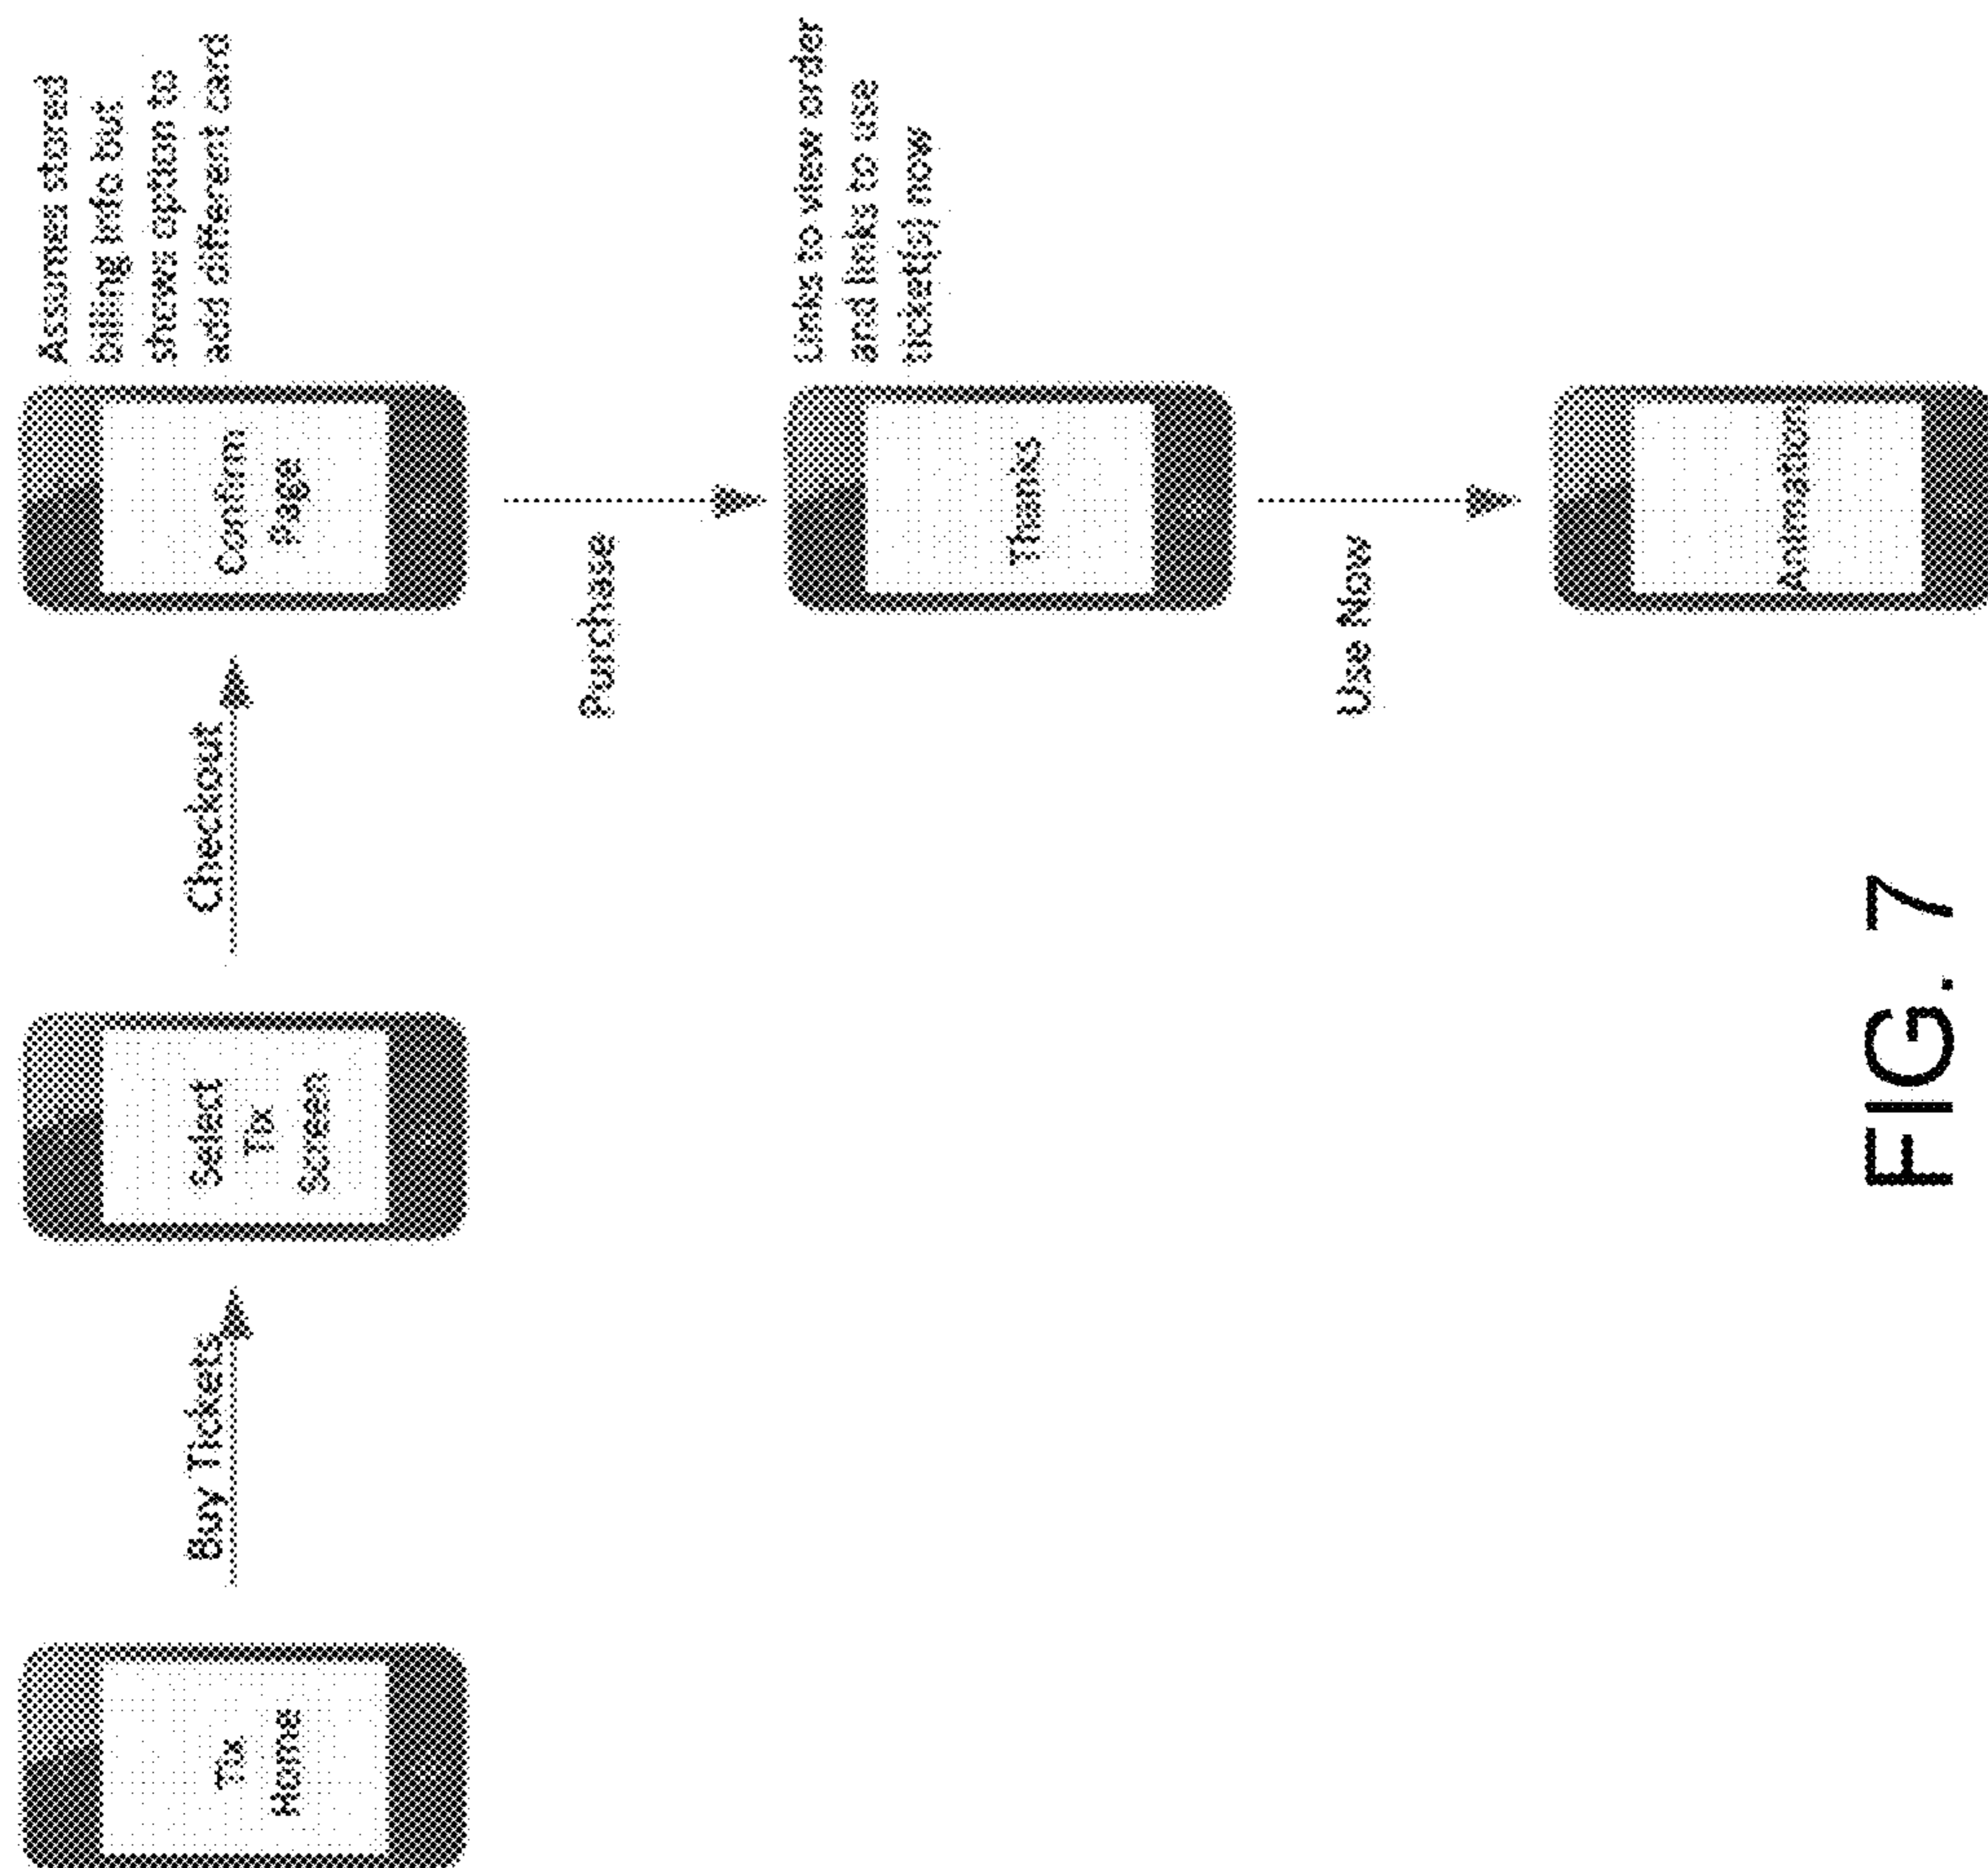 Tix
Home
Buy Tickets
Select
Tix
Screen
Checkout
Confirm
Page
Assumes stored
billing info but
shows option to
add different card
Purchase
Thanks
Links to view order
and links to use
ticket(s) now
Use Now
Animation
FIG. 7